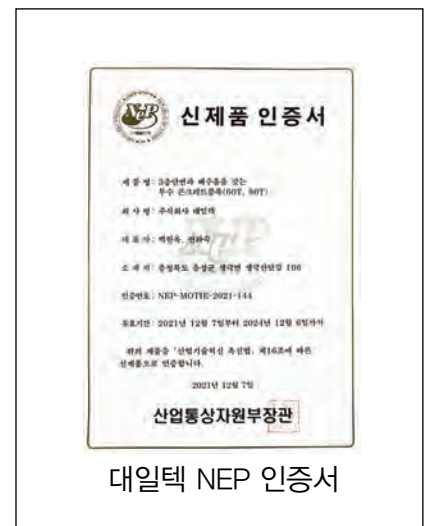 NEP
신제품 인증서
제 품 명 : 3중단면과 배수홈을 갖는
투수 콘크리트블록(60T, 80T)
회 사 명 : 주식회사 대일텍
대 표 자 : 백원옥, 전화숙
소 재 지 : 충청북도 음성군 생극면 생극산단길 100
인증번호 : NEP-MOTIE-2021-144
유효기간 : 2021년 12월 7일부터 2024년 12월 6일까지
위의 제품을 「산업기술혁신 촉진법」 제16조에 따른
신제품으로 인증합니다.
2021년 12월 7일
산업통상자원부장관
대일텍 NEP 인증서